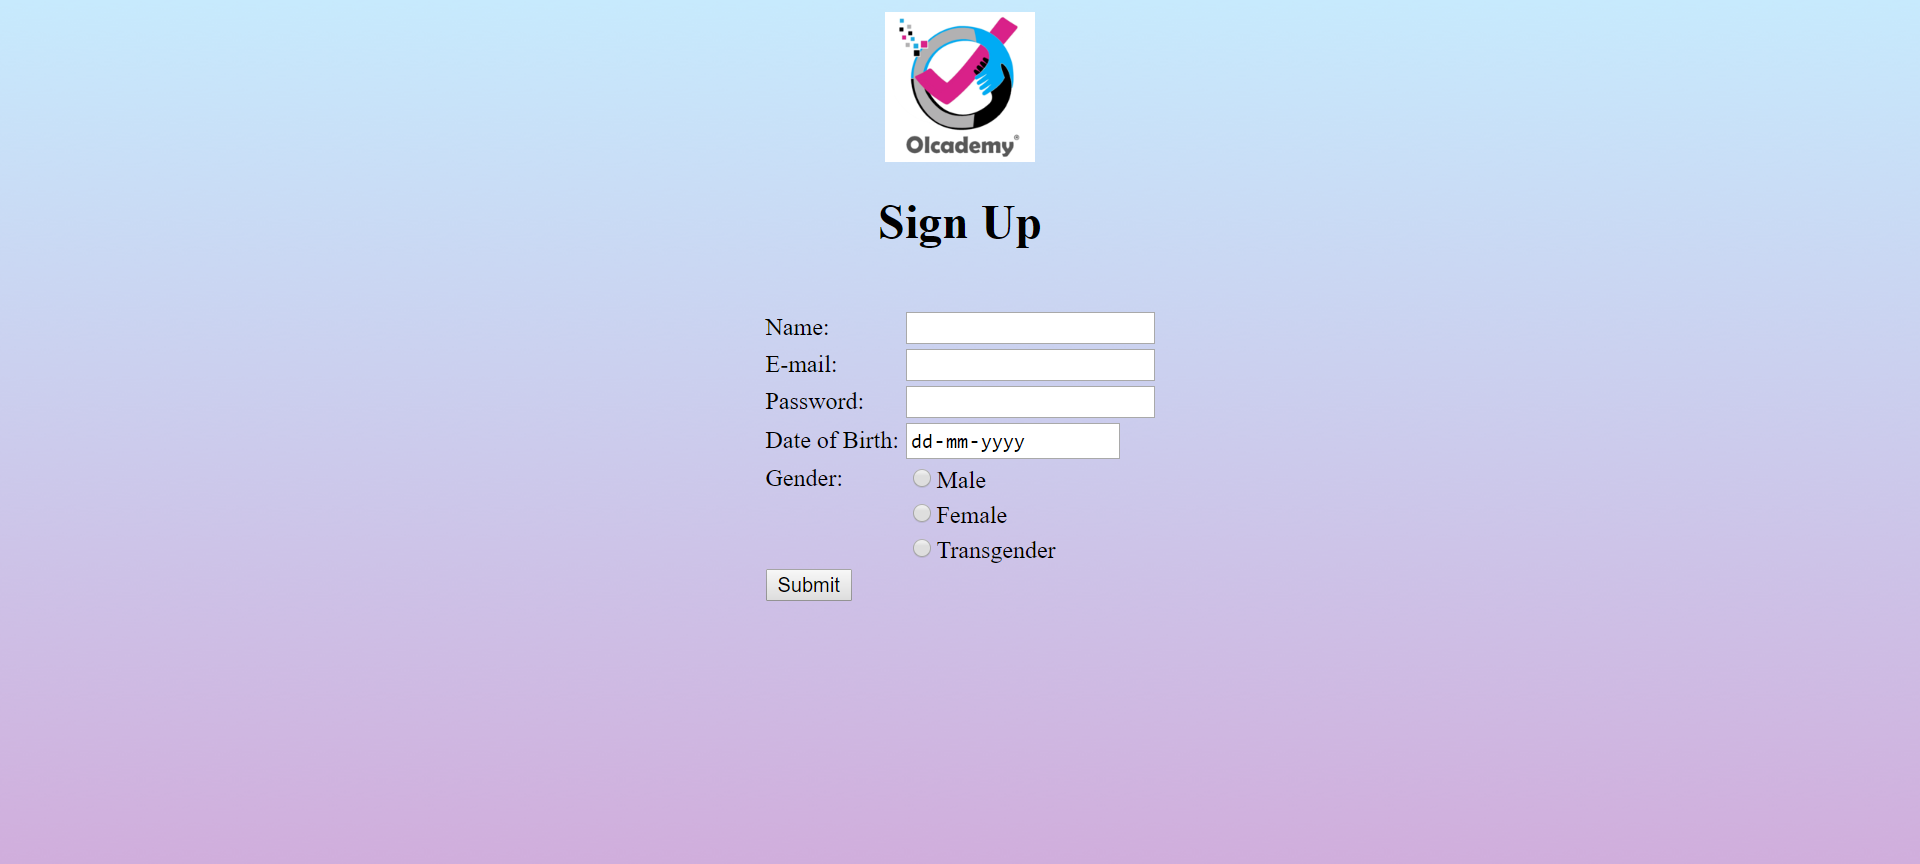 Olcademy®
Sign Up
Name:
E-mail:
Password:
Date of Birth: dd-mm-yyyy
Gender: Male
Female
Transgender
Submit